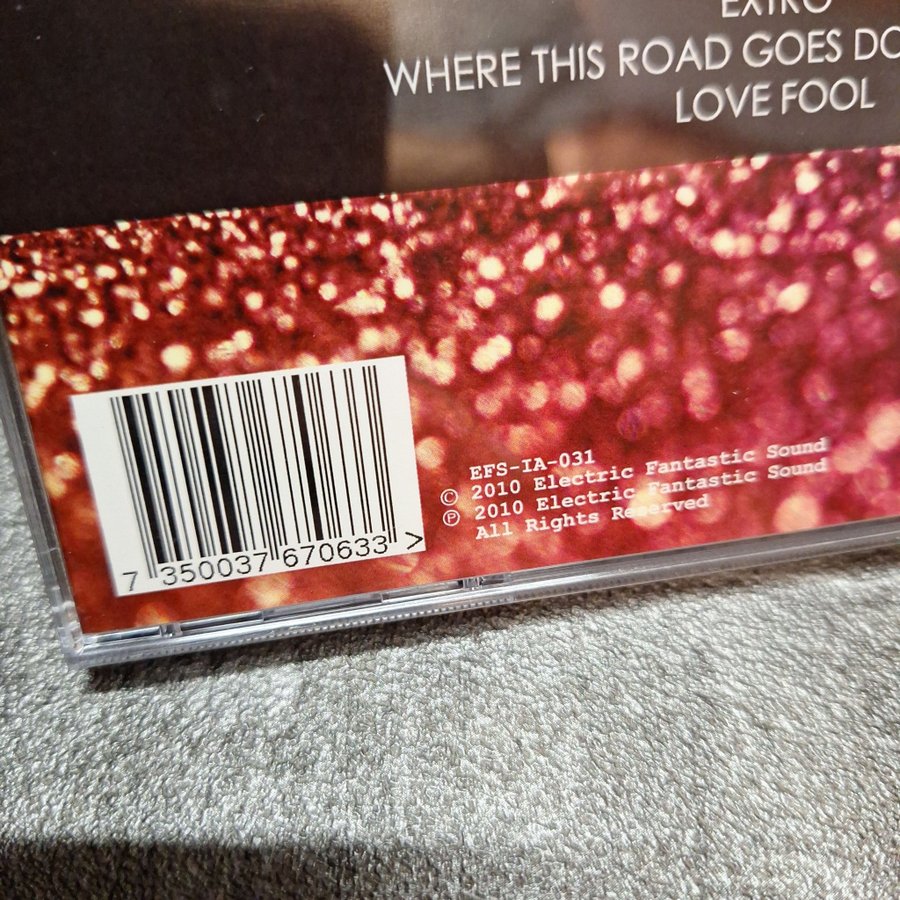 EXTRO
WHERE THIS ROAD GOES
LOVE FOOL
EFS-IA-031
© 2010 Electric Fantastic Sound
℗ 2010 Electric Fantastic Sound
All Rights Reserved
7 350037 670633 >